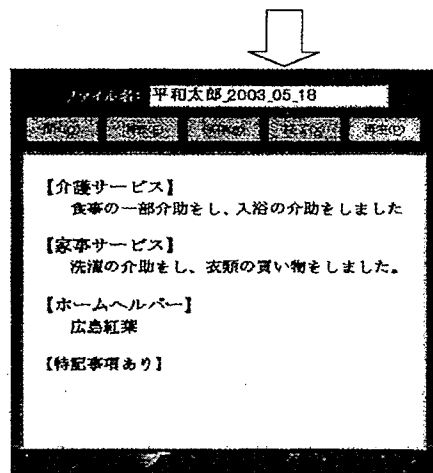 ファイル名: 平和太郎_2003_05_18
【介護サービス】
食事の一部介助をし、入浴の介助をしました
【家事サービス】
洗濯の介助をし、衣類の買い物をしました。
【ホームヘルパー】
広島紅葉
【特記事項あり】